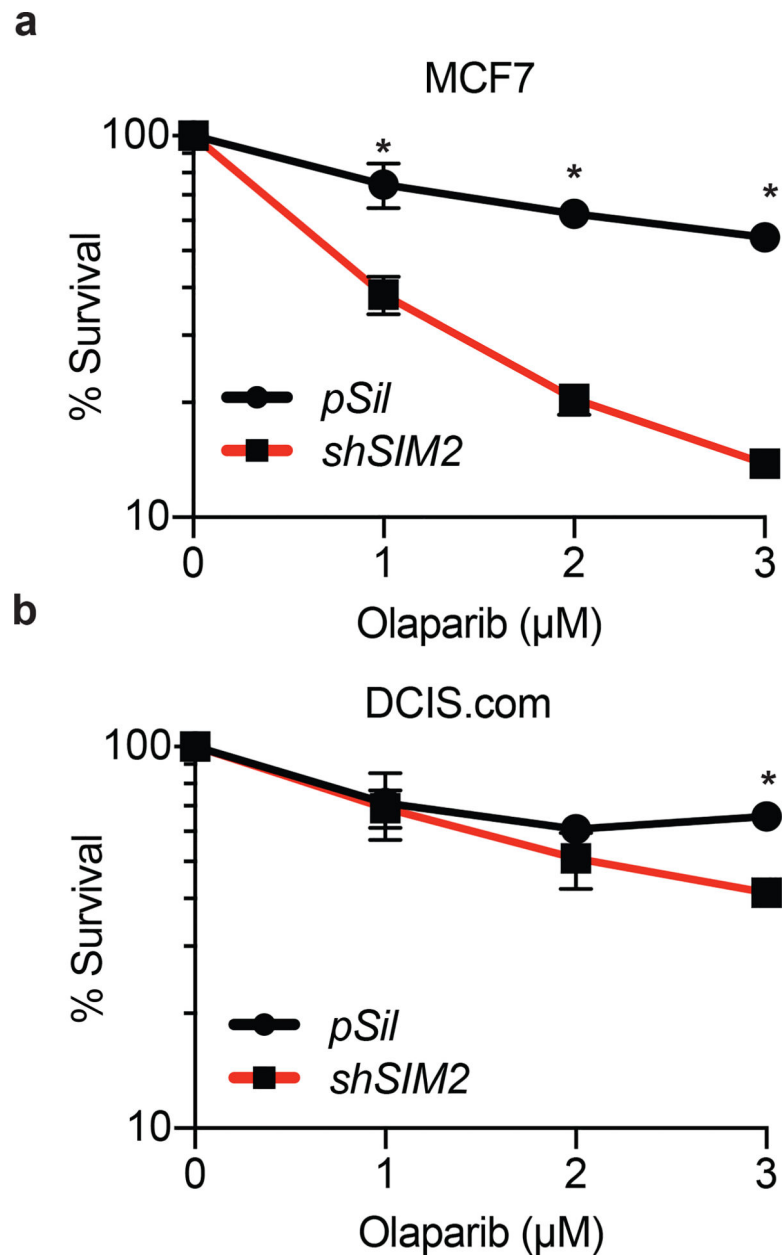 a
MCF7
100
*
*
*
% Survival
pSil
shSIM2
10
0 1 2 3
Olaparib (µM)
b
DCIS.com
100
*
% Survival
pSil
shSIM2
10
0 1 2 3
Olaparib (µM)